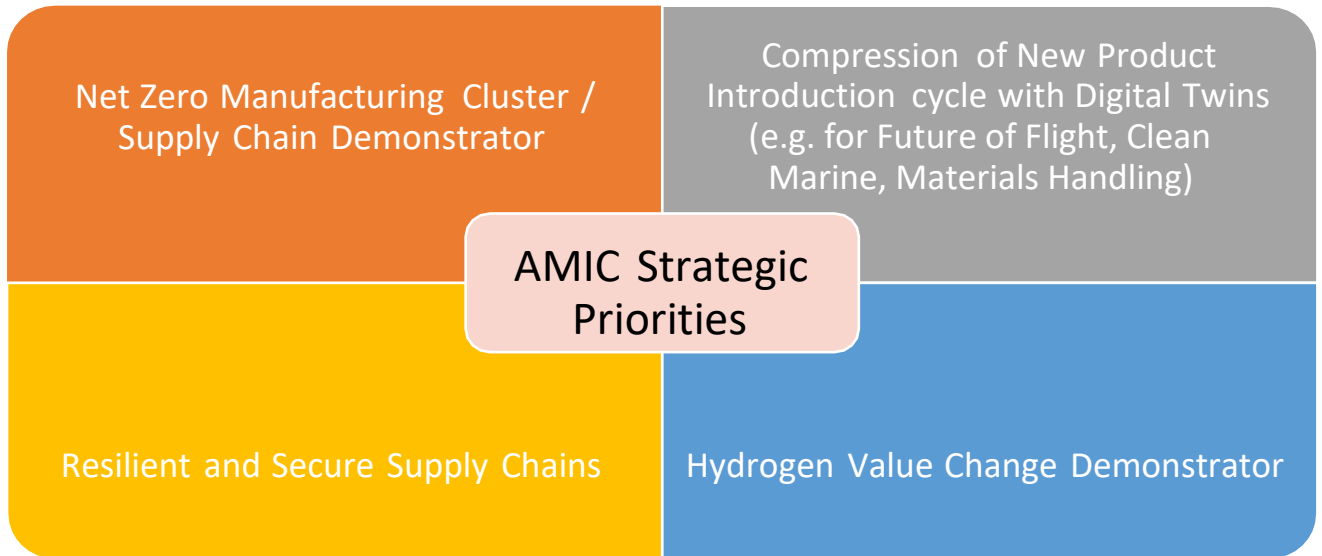 Net Zero Manufacturing Cluster /
Supply Chain Demonstrator
Compression of New Product
Introduction cycle with Digital Twins
(e.g. for Future of Flight, Clean
Marine, Materials Handling)
AMIC Strategic
Priorities
Resilient and Secure Supply Chains
Hydrogen Value Change Demonstrator